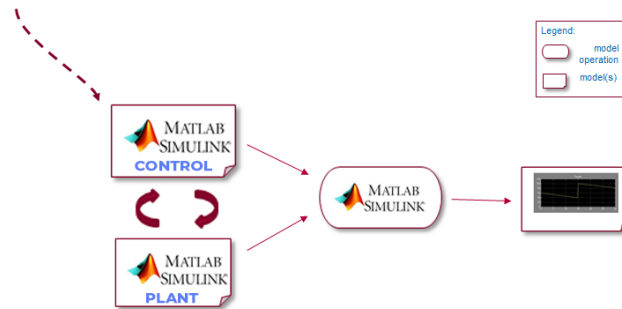 Legend:
model
operation
model(s)
MATLAB
SIMULINK
CONTROL
MATLAB
SIMULINK
MATLAB
SIMULINK
PLANT